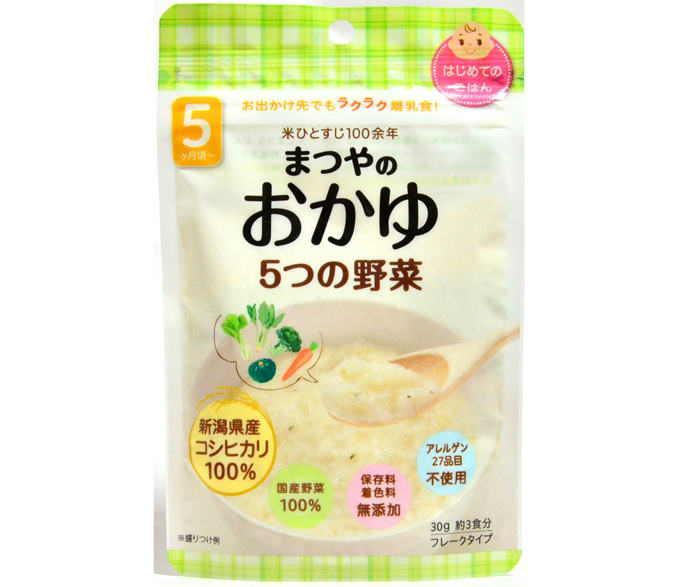 はじめての
ごはん
お出かけ先でもラクラク離乳食!
5
ヶ月頃~
米ひとすじ100余年
まつやの
おかゆ
5つの野菜
新潟県産
コシヒカリ
100%
国産野菜
100%
保存料
着色料
無添加
アレルゲン
27品目
不使用
30g 約3食分
フレークタイプ
※盛りつけ例